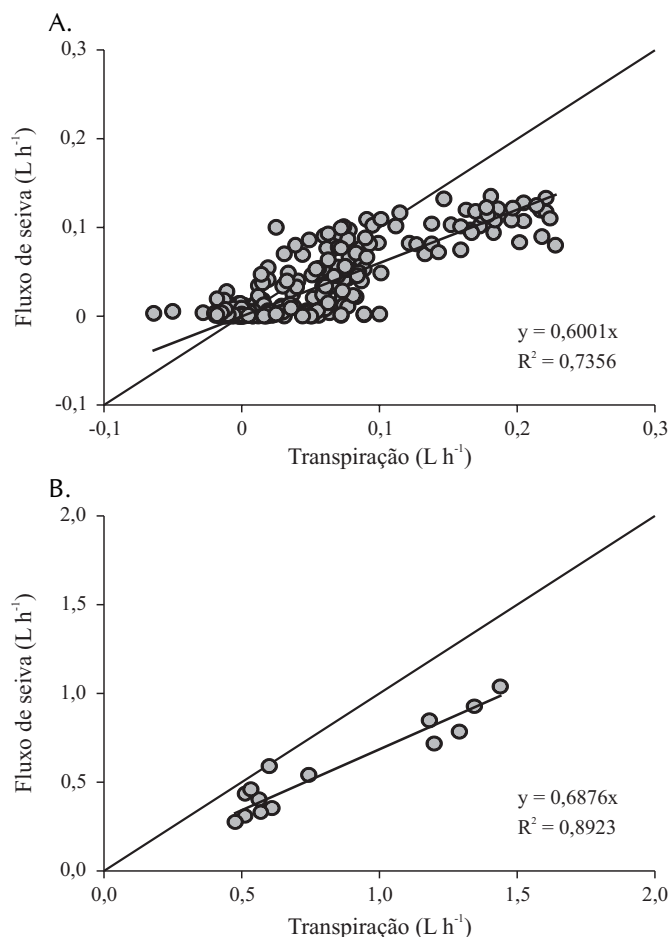 A.
0,3
0,2
0,1
0
-0,1
Fluxo de seiva (L h⁻¹)
y = 0,6001x
R² = 0,7356
-0,1 0 0,1 0,2 0,3
Transpiração (L h⁻¹)
B.
2,0
1,5
1,0
0,5
0,0
Fluxo de seiva (L h⁻¹)
y = 0,6876x
R² = 0,8923
0,0 0,5 1,0 1,5 2,0
Transpiração (L h⁻¹)